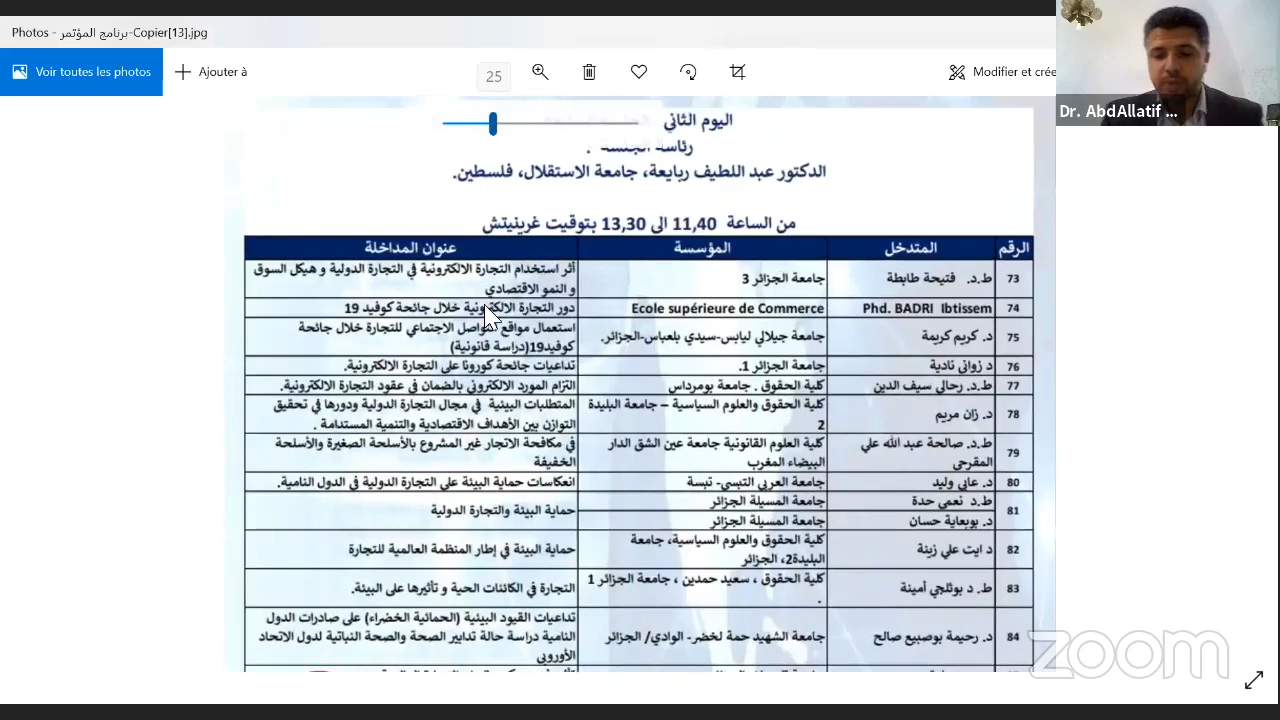 Photos - برنامج المؤتمر-Copier[13].jpg
Voir toutes les photos
Ajouter à
25
Modifier et crée
Dr. AbdAllatif ...
اليوم الثاني
رئاسة الجلسة .
الدكتور عبد اللطيف ربايعة، جامعة الاستقلال، فلسطين.
من الساعة 11,40 الى 13,30 بتوقيت غرينيتش
الرقم المتدخل المؤسسة عنوان المداخلة
73 ط.د. فتيحة طابطة جامعة الجزائر 3 أثر استخدام التجارة الالكترونية في التجارة الدولية و هيكل السوق
و النمو الاقتصادي
74 Phd. BADRI Ibtissem Ecole supérieure de Commerce دور التجارة الالكترونية خلال جائحة كوفيد 19
75 د. كريم كريمة جامعة جيلالي ليابس-سيدي بلعباس-الجزائر. استعمال مواقع التواصل الاجتماعي للتجارة خلال جائحة
كوفيد19(دراسة قانونية)
76 د زواني نادية جامعة الجزائر 1. تداعيات جائحة كورونا على التجارة الالكترونية.
77 ط.د. رحالي سيف الدين كلية الحقوق . جامعة بومرداس التزام المورد الالكتروني بالضمان في عقود التجارة الالكترونية.
78 د. زان مريم كلية الحقوق والعلوم السياسية – جامعة البليدة
2
المتطلبات البيئية في مجال التجارة الدولية ودورها في تحقيق
التوازن بين الأهداف الاقتصادية والتنمية المستدامة .
79 ط.د. صالحة عبد الله علي
المقرحي
كلية العلوم القانونية جامعة عين الشق الدار
البيضاء المغرب
في مكافحة الاتجار غير المشروع بالأسلحة الصغيرة والأسلحة
الخفيفة
80 د. عابي وليد جامعة العربي التبسي- تبسة انعكاسات حماية البيئة على التجارة الدولية في الدول النامية.
81 ط.د نعمي حدة جامعة المسيلة الجزائر
د. بوبعاية حسان جامعة المسيلة الجزائر
حماية البيئة والتجارة الدولية
82 د ايت علي زينة كلية الحقوق والعلوم السياسية، جامعة
البليدة2، الجزائر
حماية البيئة في إطار المنظمة العالمية للتجارة
83 ط. د بوثلجي أمينة كلية الحقوق ، سعيد حمدين ، جامعة الجزائر 1
.
التجارة في الكائنات الحية و تأثيرها على البيئة.
84 د. رحيمة بوصبيع صالح جامعة الشهيد حمة لخضر- الوادي/ الجزائر تداعيات القيود البيئية (الحمائية الخضراء) على صادرات الدول
النامية دراسة حالة تدابير الصحة والصحة النباتية لدول الاتحاد
الأوروبي
zoom